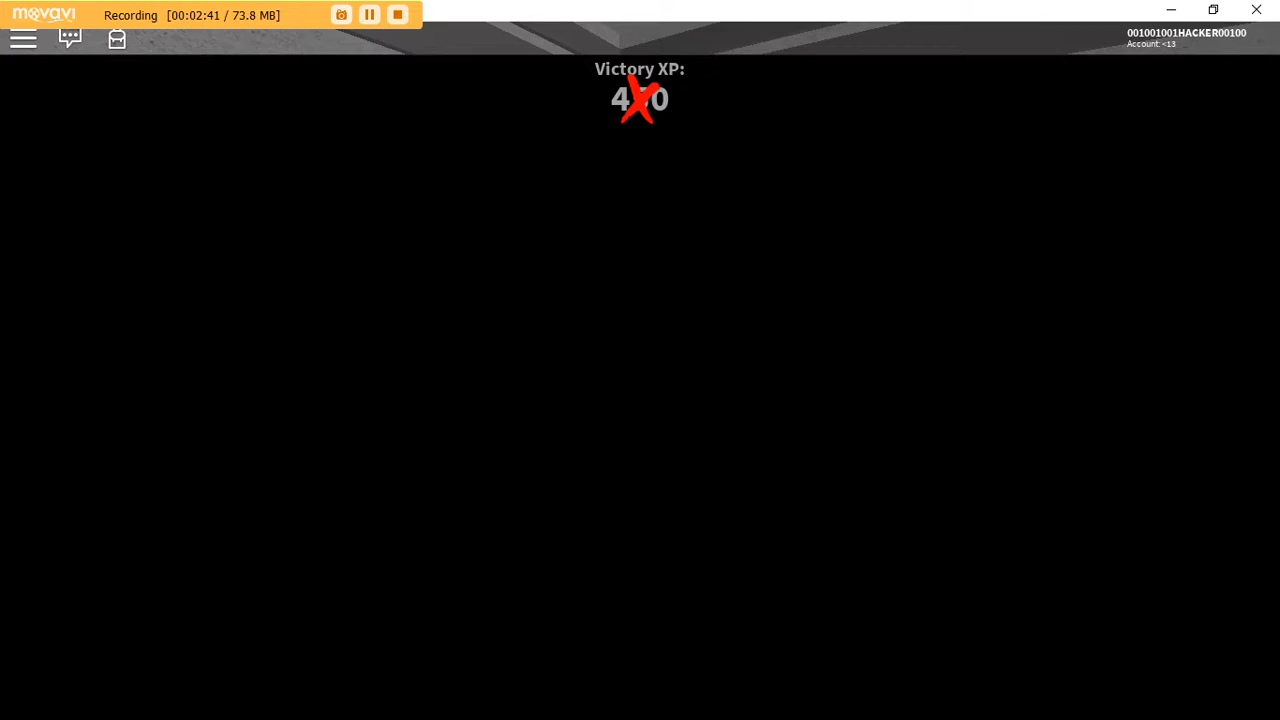 movavi
Recording [00:02:41 / 73.8 MB]
001001001HACKER00100
Account: <13
Victory XP: